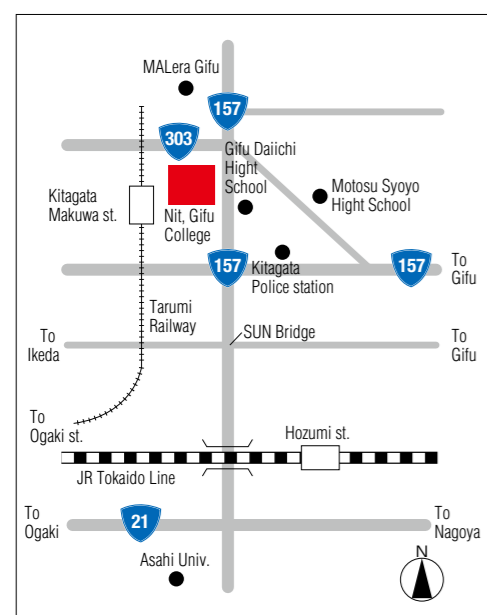 MALera Gifu
157
303
Gifu Daiichi
Hight
School
Kitagata
Makuwa st.
Nit, Gifu
College
Motosu Syoyo
Hight School
157
Kitagata
Police station
157
To
Gifu
Tarumi
Railway
SUN Bridge
To
Ikeda
To
Gifu
To
Ogaki st.
Hozumi st.
JR Tokaido Line
To
Ogaki
21
To
Nagoya
Asahi Univ.
N